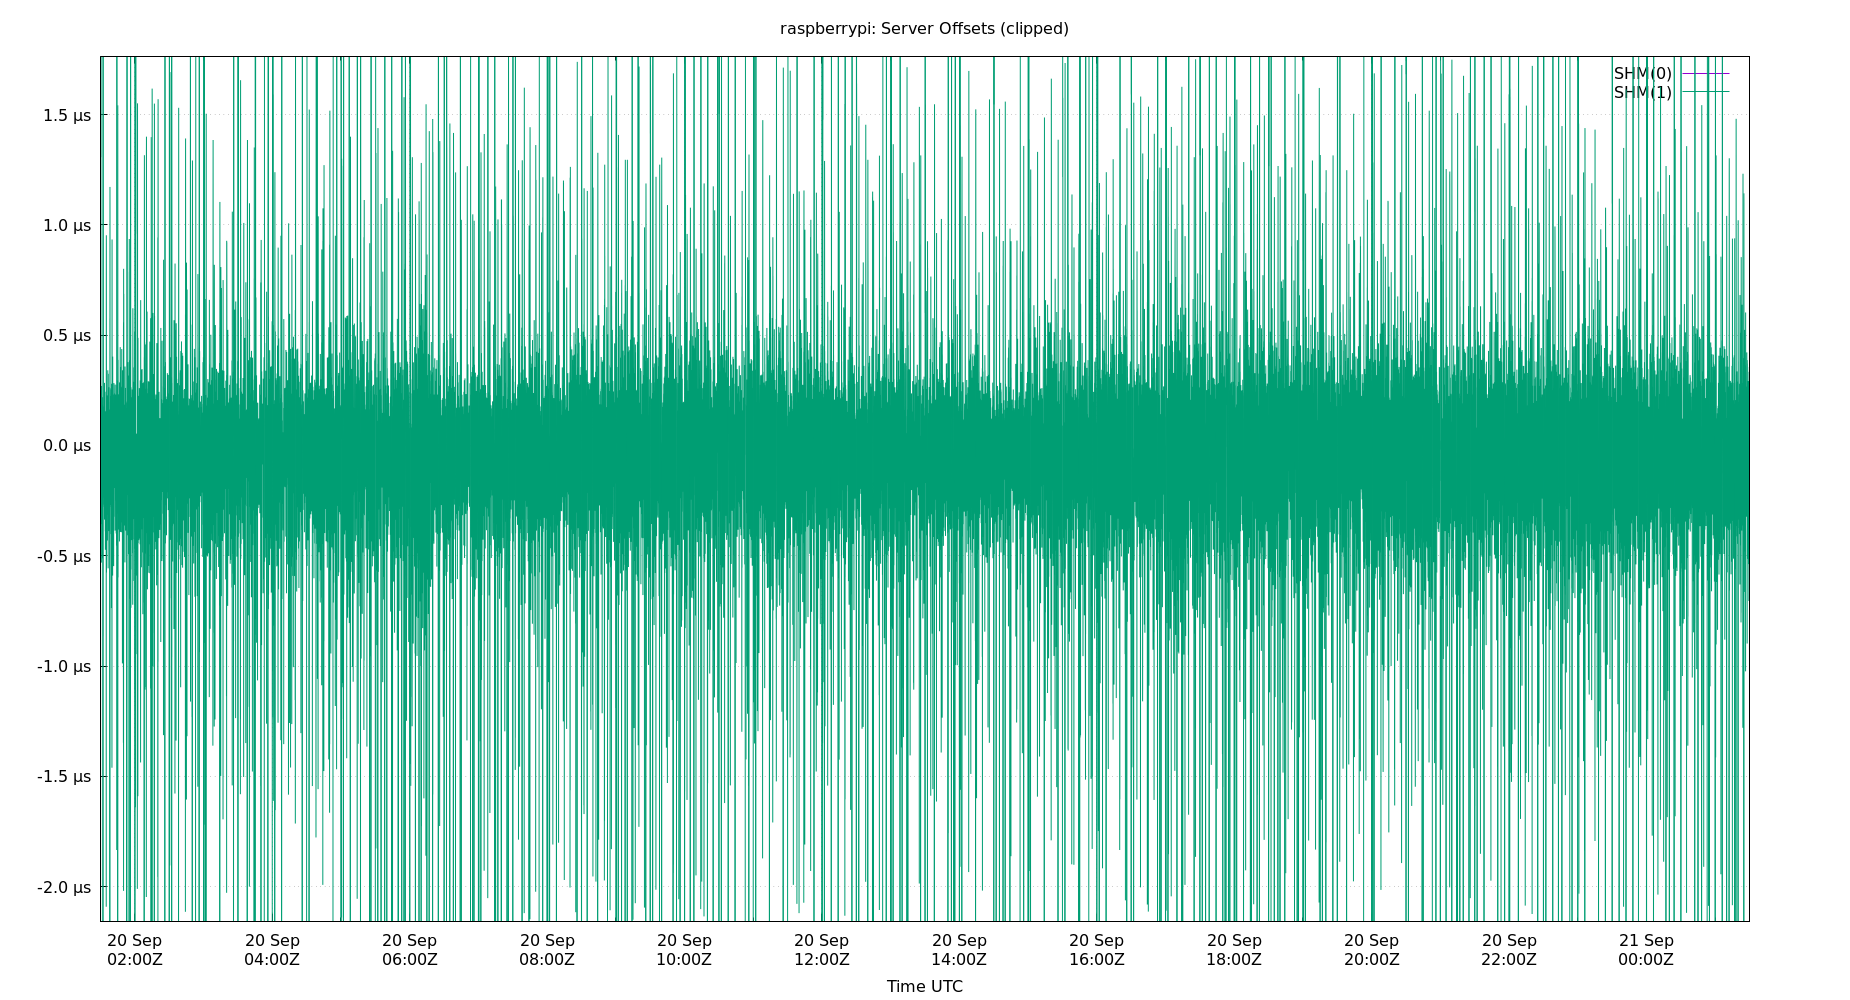 raspberrypi: Server Offsets (clipped)
SHM(0)
SHM(1)
1.5 µs
1.0 µs
0.5 µs
0.0 µs
-0.5 µs
-1.0 µs
-1.5 µs
-2.0 µs
20 Sep 20 Sep 20 Sep 20 Sep 20 Sep 20 Sep 20 Sep 20 Sep 20 Sep 20 Sep 20 Sep 21 Sep
02:00Z 04:00Z 06:00Z 08:00Z 10:00Z 12:00Z 14:00Z 16:00Z 18:00Z 20:00Z 22:00Z 00:00Z
Time UTC